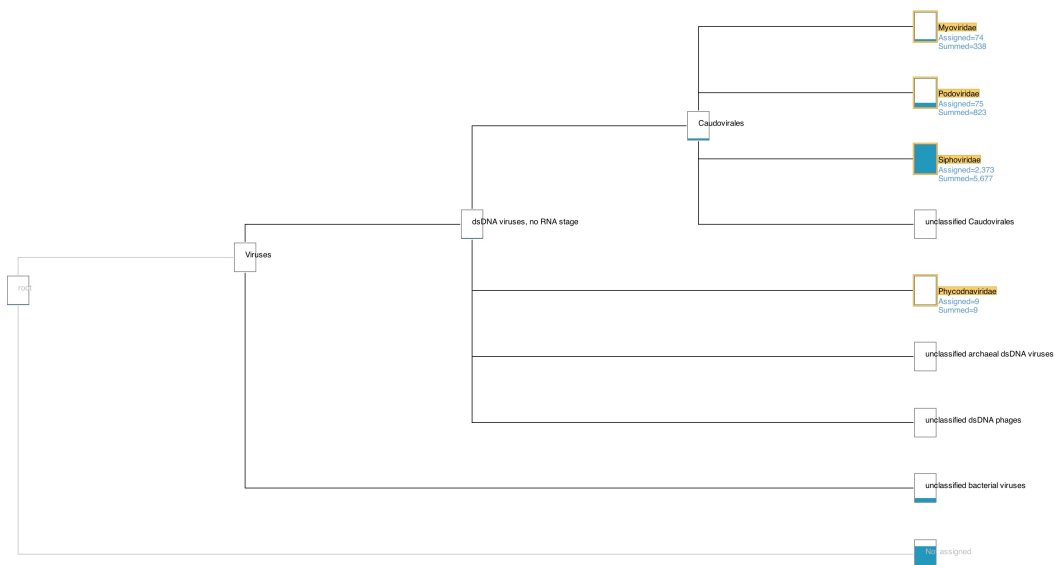 Myoviridae
Assigned=74
Summed=338
Podoviridae
Assigned=75
Summed=823
Caudovirales
Siphoviridae
Assigned=2,373
Summed=5,677
dsDNA viruses, no RNA stage
unclassified Caudovirales
Viruses
root
Phycodnaviridae
Assigned=9
Summed=9
unclassified archaeal dsDNA viruses
unclassified dsDNA phages
unclassified bacterial viruses
Not assigned